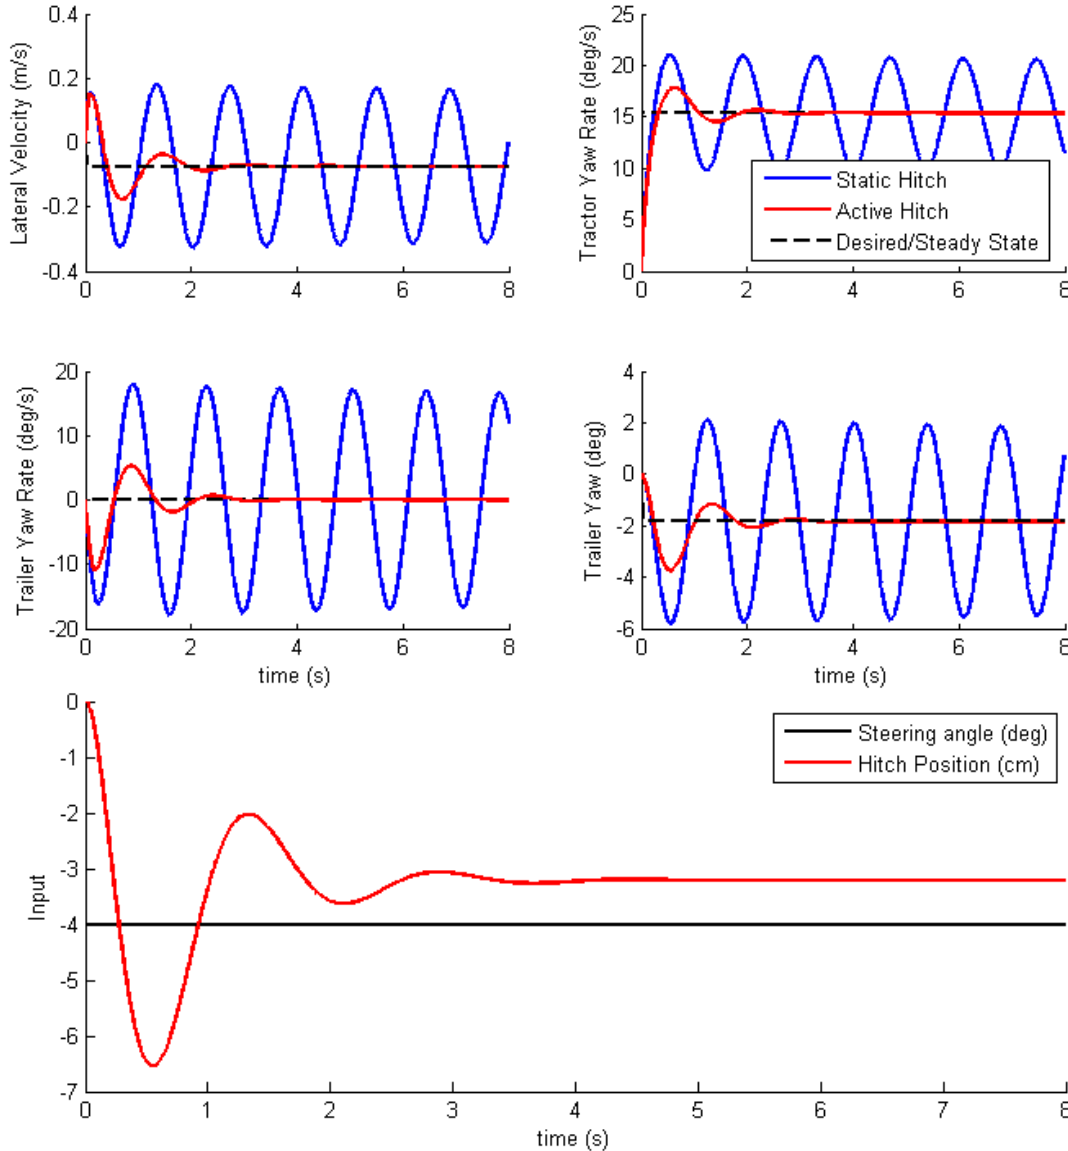 Lateral Velocity (m/s)
0.4
0.2
0
-0.2
-0.4
0 2 4 6 8
Tractor Yaw Rate (deg/s)
25
20
15
10
5
0
0 2 4 6 8
Static Hitch
Active Hitch
Desired/Steady State
Trailer Yaw Rate (deg/s)
20
10
0
-10
-20
0 2 4 6 8
time (s)
Trailer Yaw (deg)
4
2
0
-2
-4
-6
0 2 4 6 8
time (s)
Input
0
-1
-2
-3
-4
-5
-6
-7
0 1 2 3 4 5 6 7 8
time (s)
Steering angle (deg)
Hitch Position (cm)